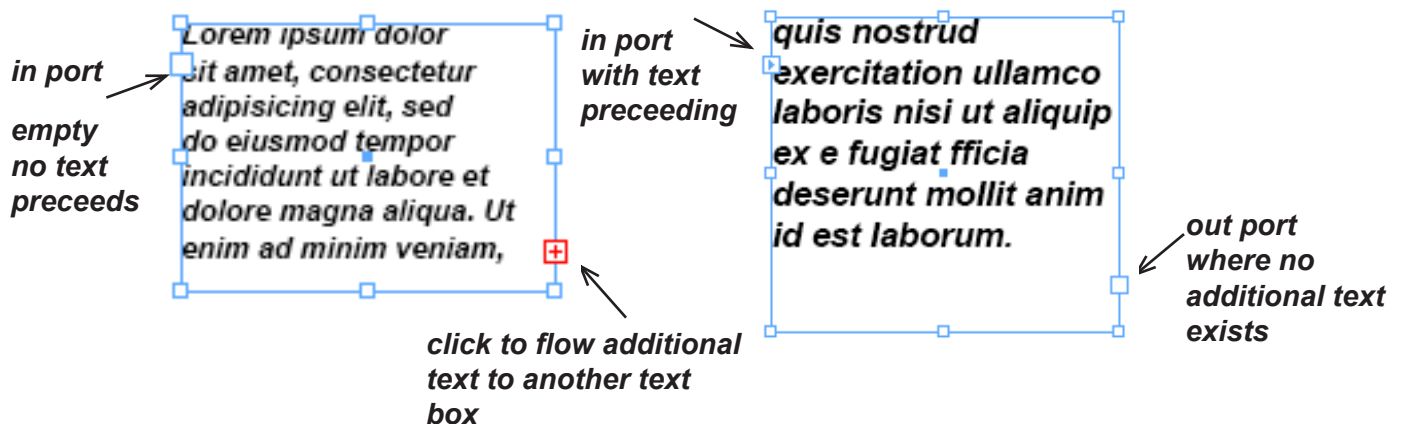 in port
empty
no text
preceeds
Lorem ipsum dolor
sit amet, consectetur
adipisicing elit, sed
do eiusmod tempor
incididunt ut labore et
dolore magna aliqua. Ut
enim ad minim veniam,
click to flow additional
text to another text
box
in port
with text
preceeding
quis nostrud
exercitation ullamco
laboris nisi ut aliquip
ex e fugiat fficia
deserunt mollit anim
id est laborum.
out port
where no
additional text
exists